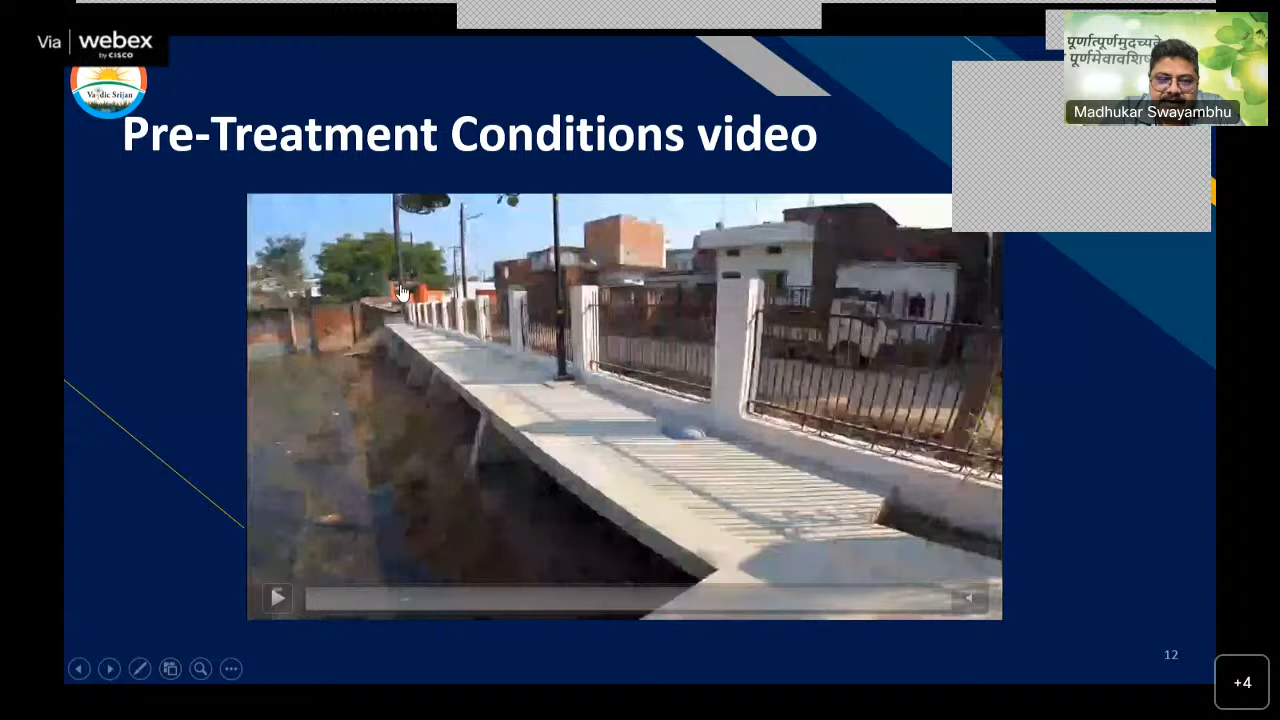 Via webex
by CISCO
पूर्णात्पूर्णमुदच्यते
पूर्णमेवावशि
Madhukar Swayambhu
Vaidic Srijan
Pre-Treatment Conditions video
12
+4